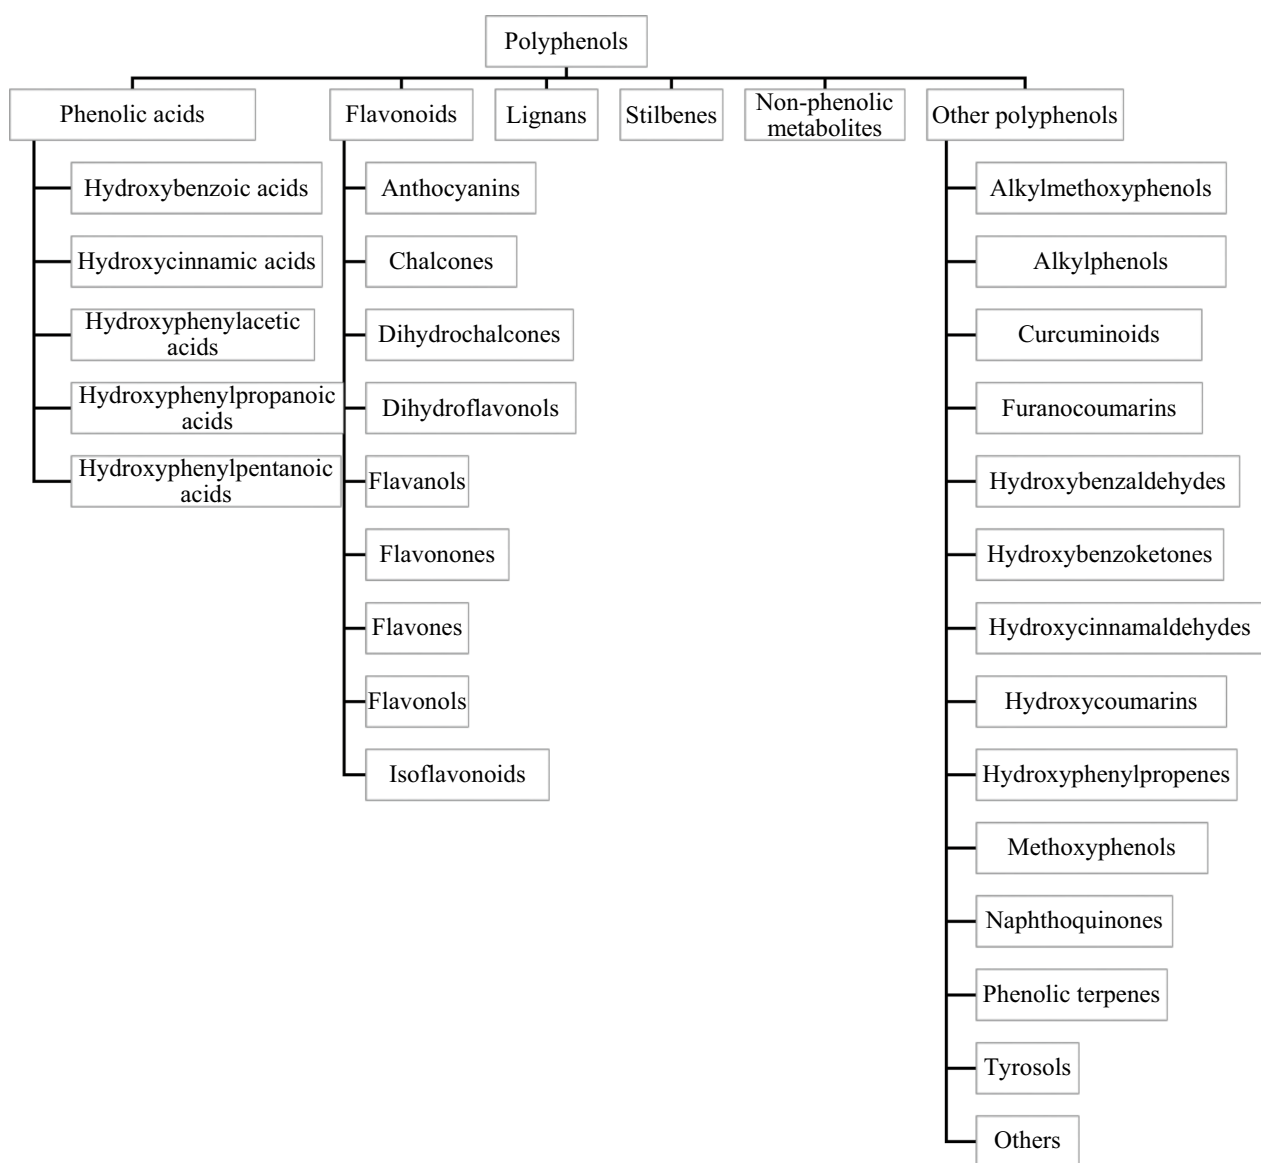 Polyphenols
Phenolic acids
Flavonoids
Lignans
Stilbenes
Non-phenolic
metabolites
Other polyphenols
Hydroxybenzoic acids
Hydroxycinnamic acids
Hydroxyphenylacetic
acids
Hydroxyphenylpropanoic
acids
Hydroxyphenylpentanoic
acids
Anthocyanins
Chalcones
Dihydrochalcones
Dihydroflavonols
Flavanols
Flavonones
Flavones
Flavonols
Isoflavonoids
Alkylmethoxyphenols
Alkylphenols
Curcuminoids
Furanocoumarins
Hydroxybenzaldehydes
Hydroxybenzoketones
Hydroxycinnamaldehydes
Hydroxycoumarins
Hydroxyphenylpropenes
Methoxyphenols
Naphthoquinones
Phenolic terpenes
Tyrosols
Others